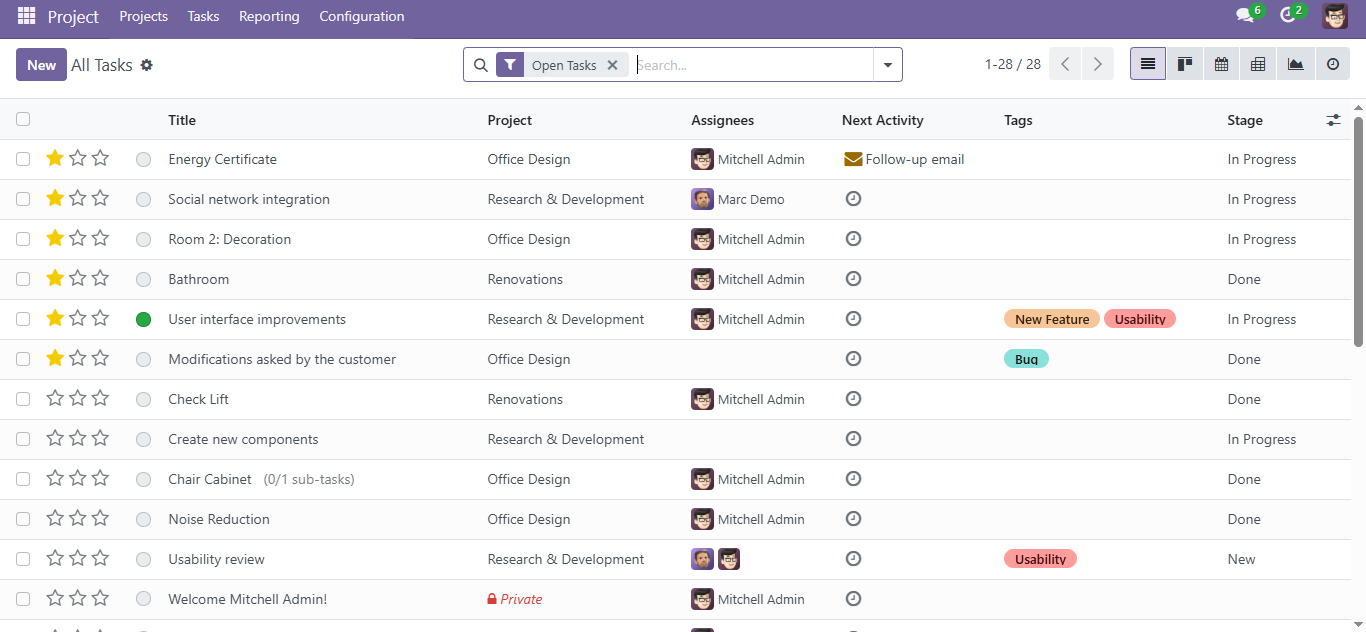 Project Projects Tasks Reporting Configuration 6 2
New All Tasks Open Tasks Search... 1-28 / 28
Title Project Assignees Next Activity Tags Stage
Energy Certificate Office Design Mitchell Admin Follow-up email In Progress
Social network integration Research & Development Marc Demo In Progress
Room 2: Decoration Office Design Mitchell Admin In Progress
Bathroom Renovations Mitchell Admin Done
User interface improvements Research & Development Mitchell Admin New Feature Usability In Progress
Modifications asked by the customer Office Design Bug Done
Check Lift Renovations Mitchell Admin Done
Create new components Research & Development In Progress
Chair Cabinet (0/1 sub-tasks) Office Design Mitchell Admin Done
Noise Reduction Office Design Mitchell Admin Done
Usability review Research & Development Usability New
Welcome Mitchell Admin! Private Mitchell Admin